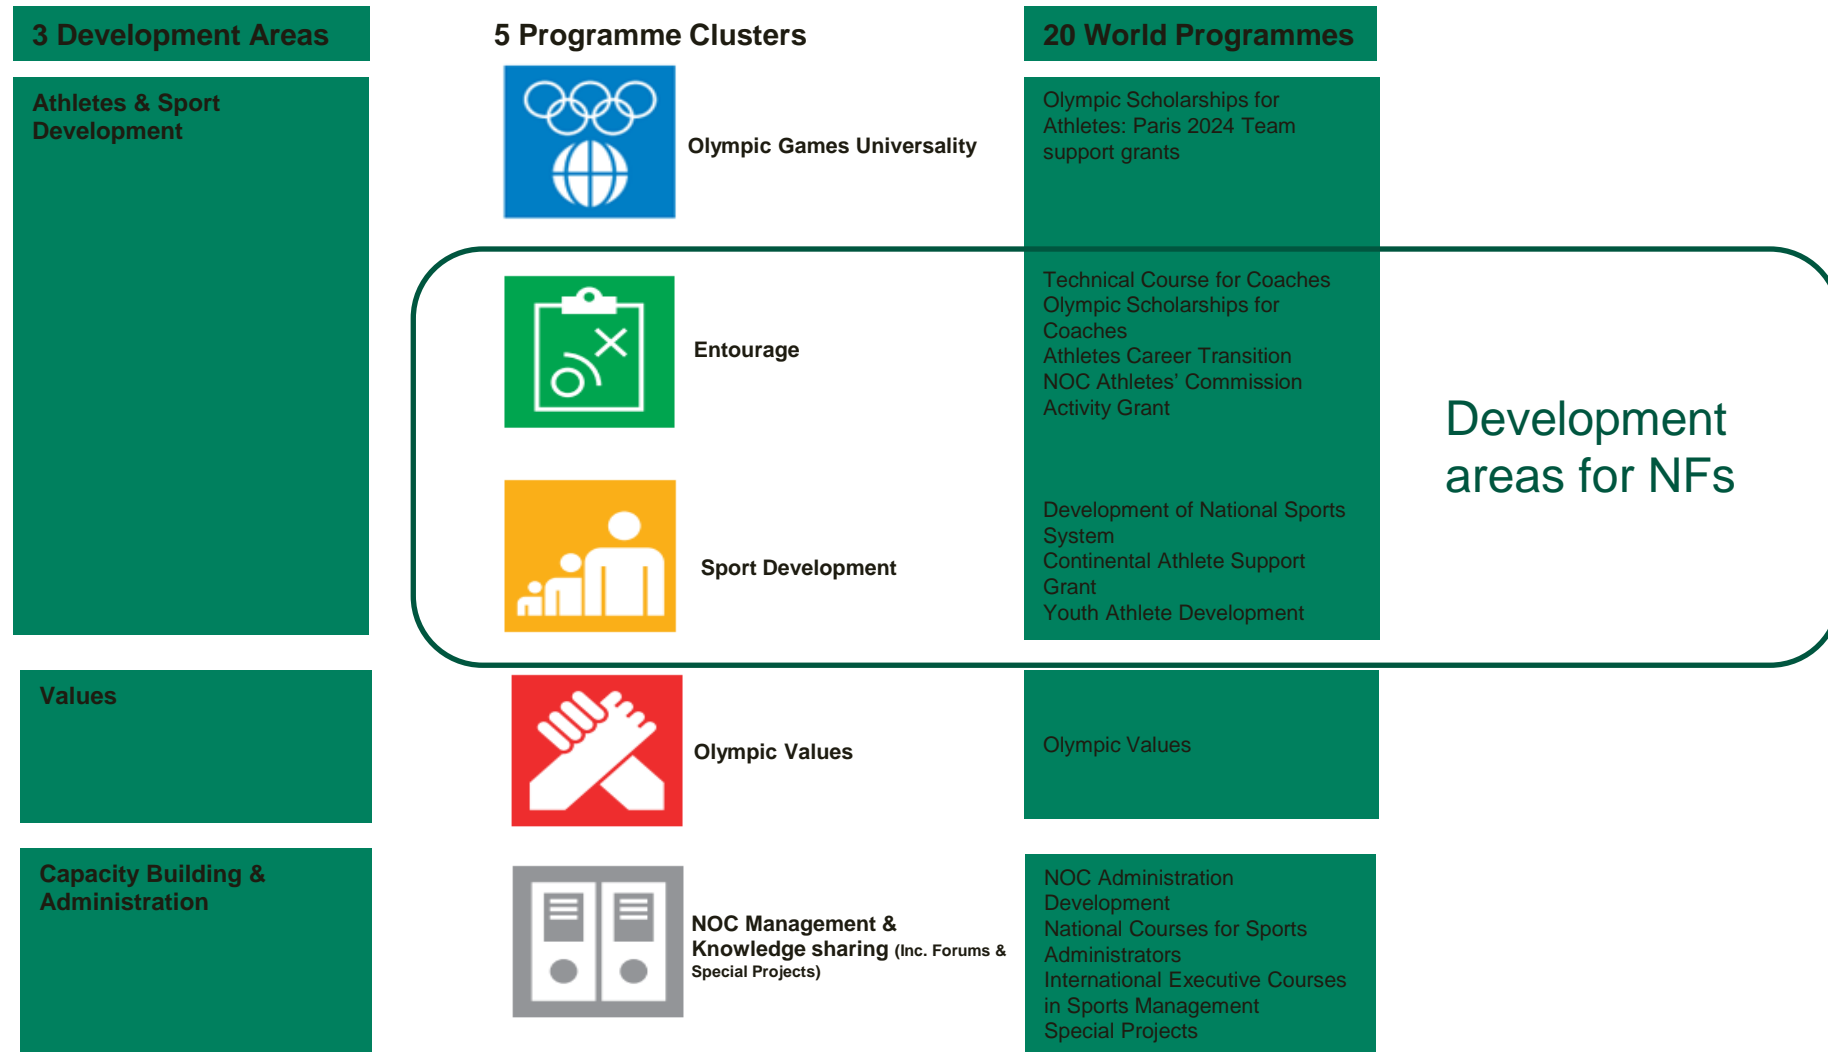 3 Development Areas
5 Programme Clusters
20 World Programmes
Athletes & Sport
Development
Olympic Games Universality
Olympic Scholarships for
Athletes: Paris 2024 Team
support grants
Entourage
Technical Course for Coaches
Olympic Scholarships for
Coaches
Athletes Career Transition
NOC Athletes’ Commission
Activity Grant
Sport Development
Development of National Sports
System
Continental Athlete Support
Grant
Youth Athlete Development
Development
areas for NFs
Values
Olympic Values
Olympic Values
Capacity Building &
Administration
NOC Management &
Knowledge sharing (Inc. Forums &
Special Projects)
NOC Administration
Development
National Courses for Sports
Administrators
International Executive Courses
in Sports Management
Special Projects